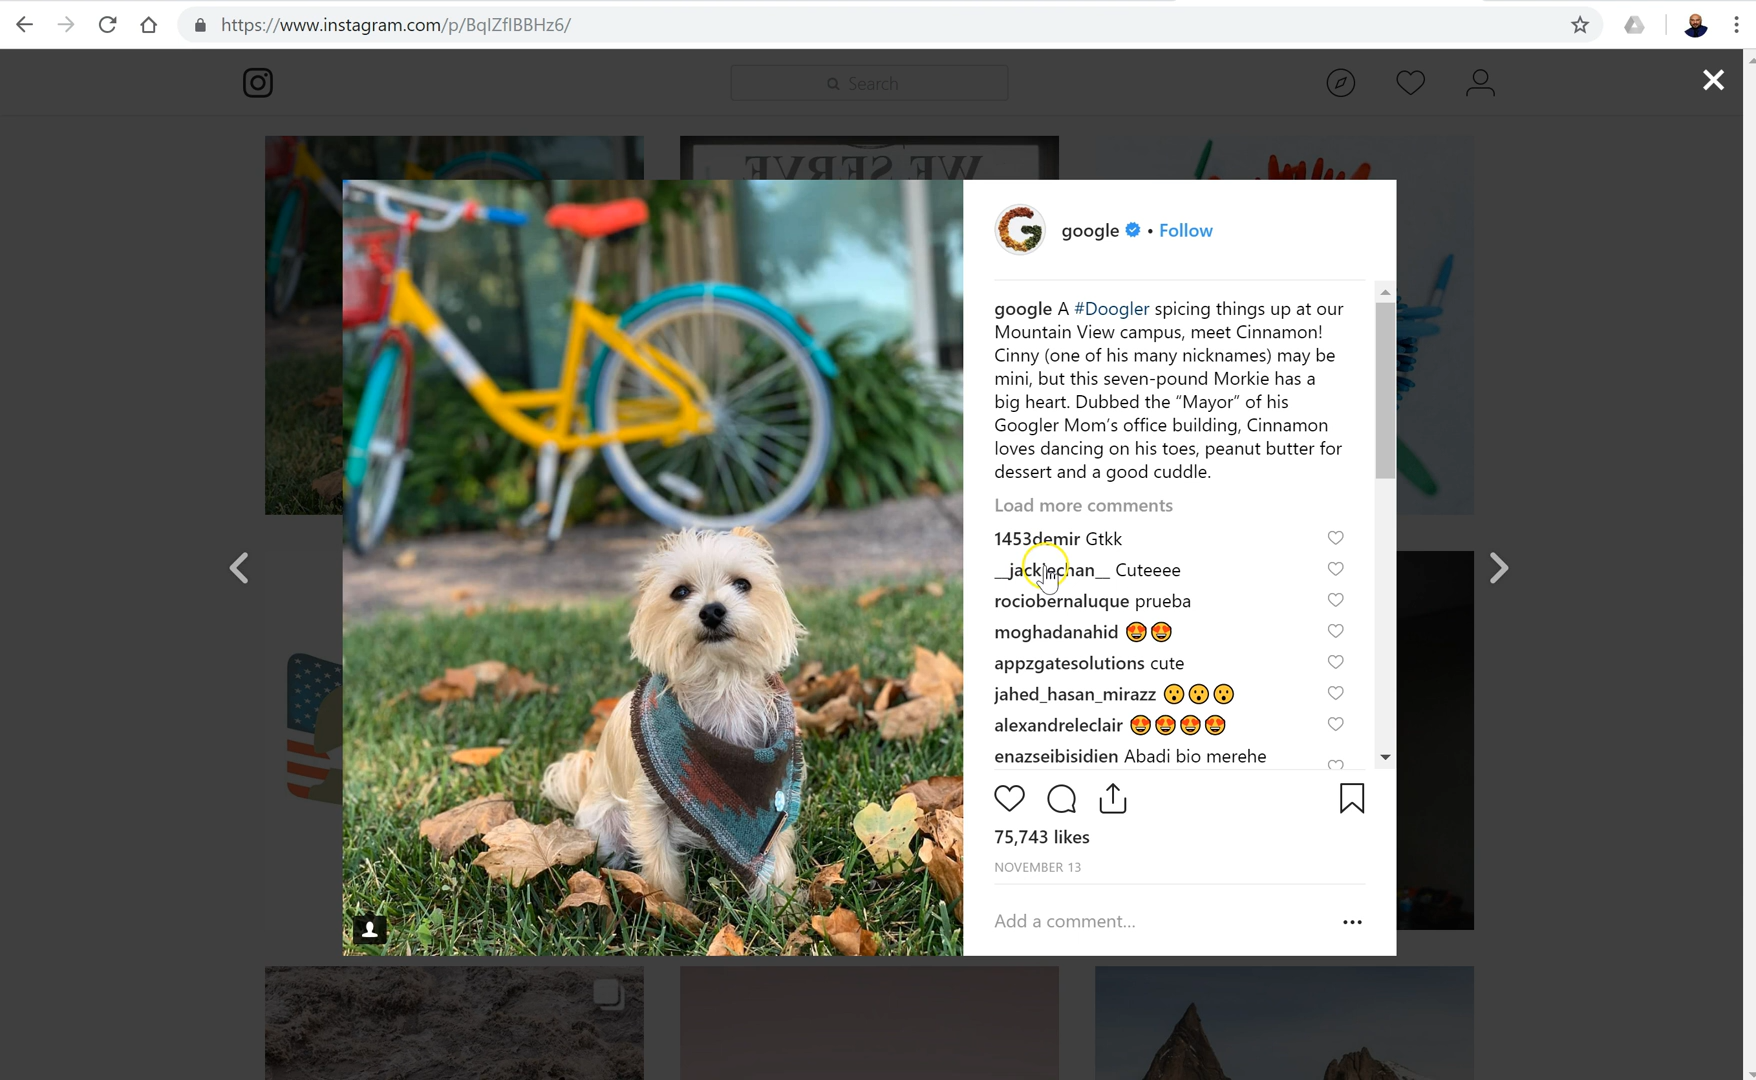 https://www.instagram.com/p/BqIZfIBBHz6/
Search
WE SERVE
google • Follow
google A #Doogler spicing things up at our
Mountain View campus, meet Cinnamon!
Cinny (one of his many nicknames) may be
mini, but this seven-pound Morkie has a
big heart. Dubbed the “Mayor” of his
Googler Mom's office building, Cinnamon
loves dancing on his toes, peanut butter for
dessert and a good cuddle.
Load more comments
1453demir Gtkk
__jackiechan__ Cuteeee
rociobernaluque prueba
moghadanahid 😍😍
appzgatesolutions cute
jahed_hasan_mirazz 😮😮😮
alexandreleclair 😍😍😍😍
enazseibisidien Abadi bio merehe
75,743 likes
NOVEMBER 13
Add a comment...